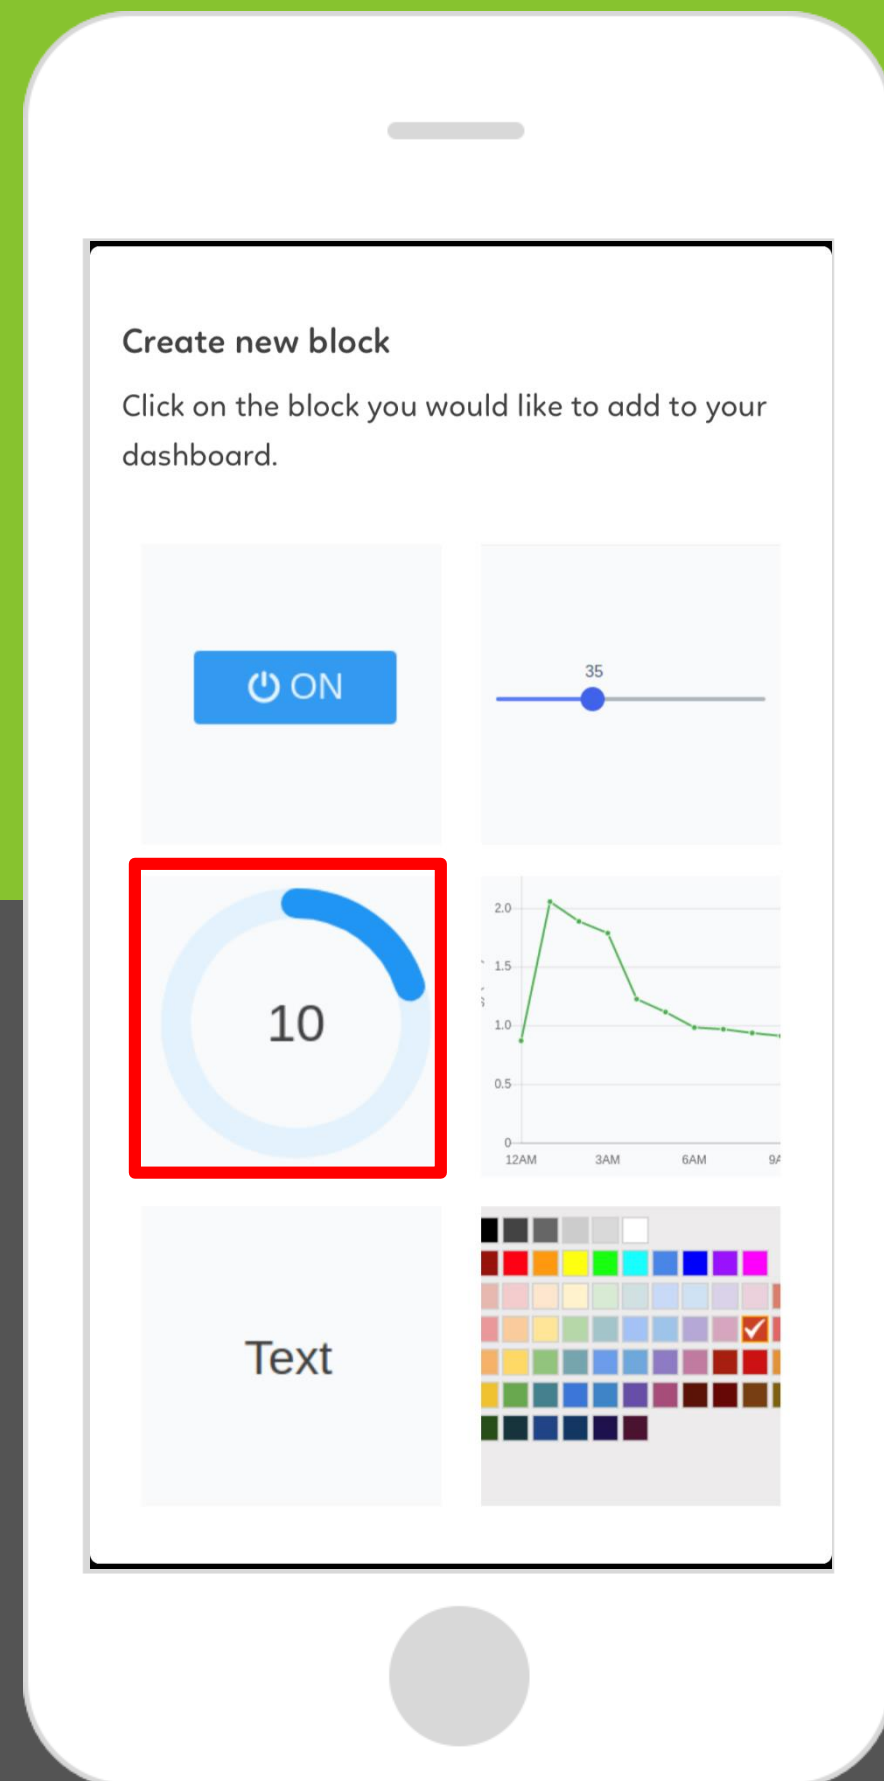 Create new block
Click on the block you would like to add to your
dashboard.
ON
35
10
2.0
1.5
1.0
0.5
0
12AM 3AM 6AM
Text